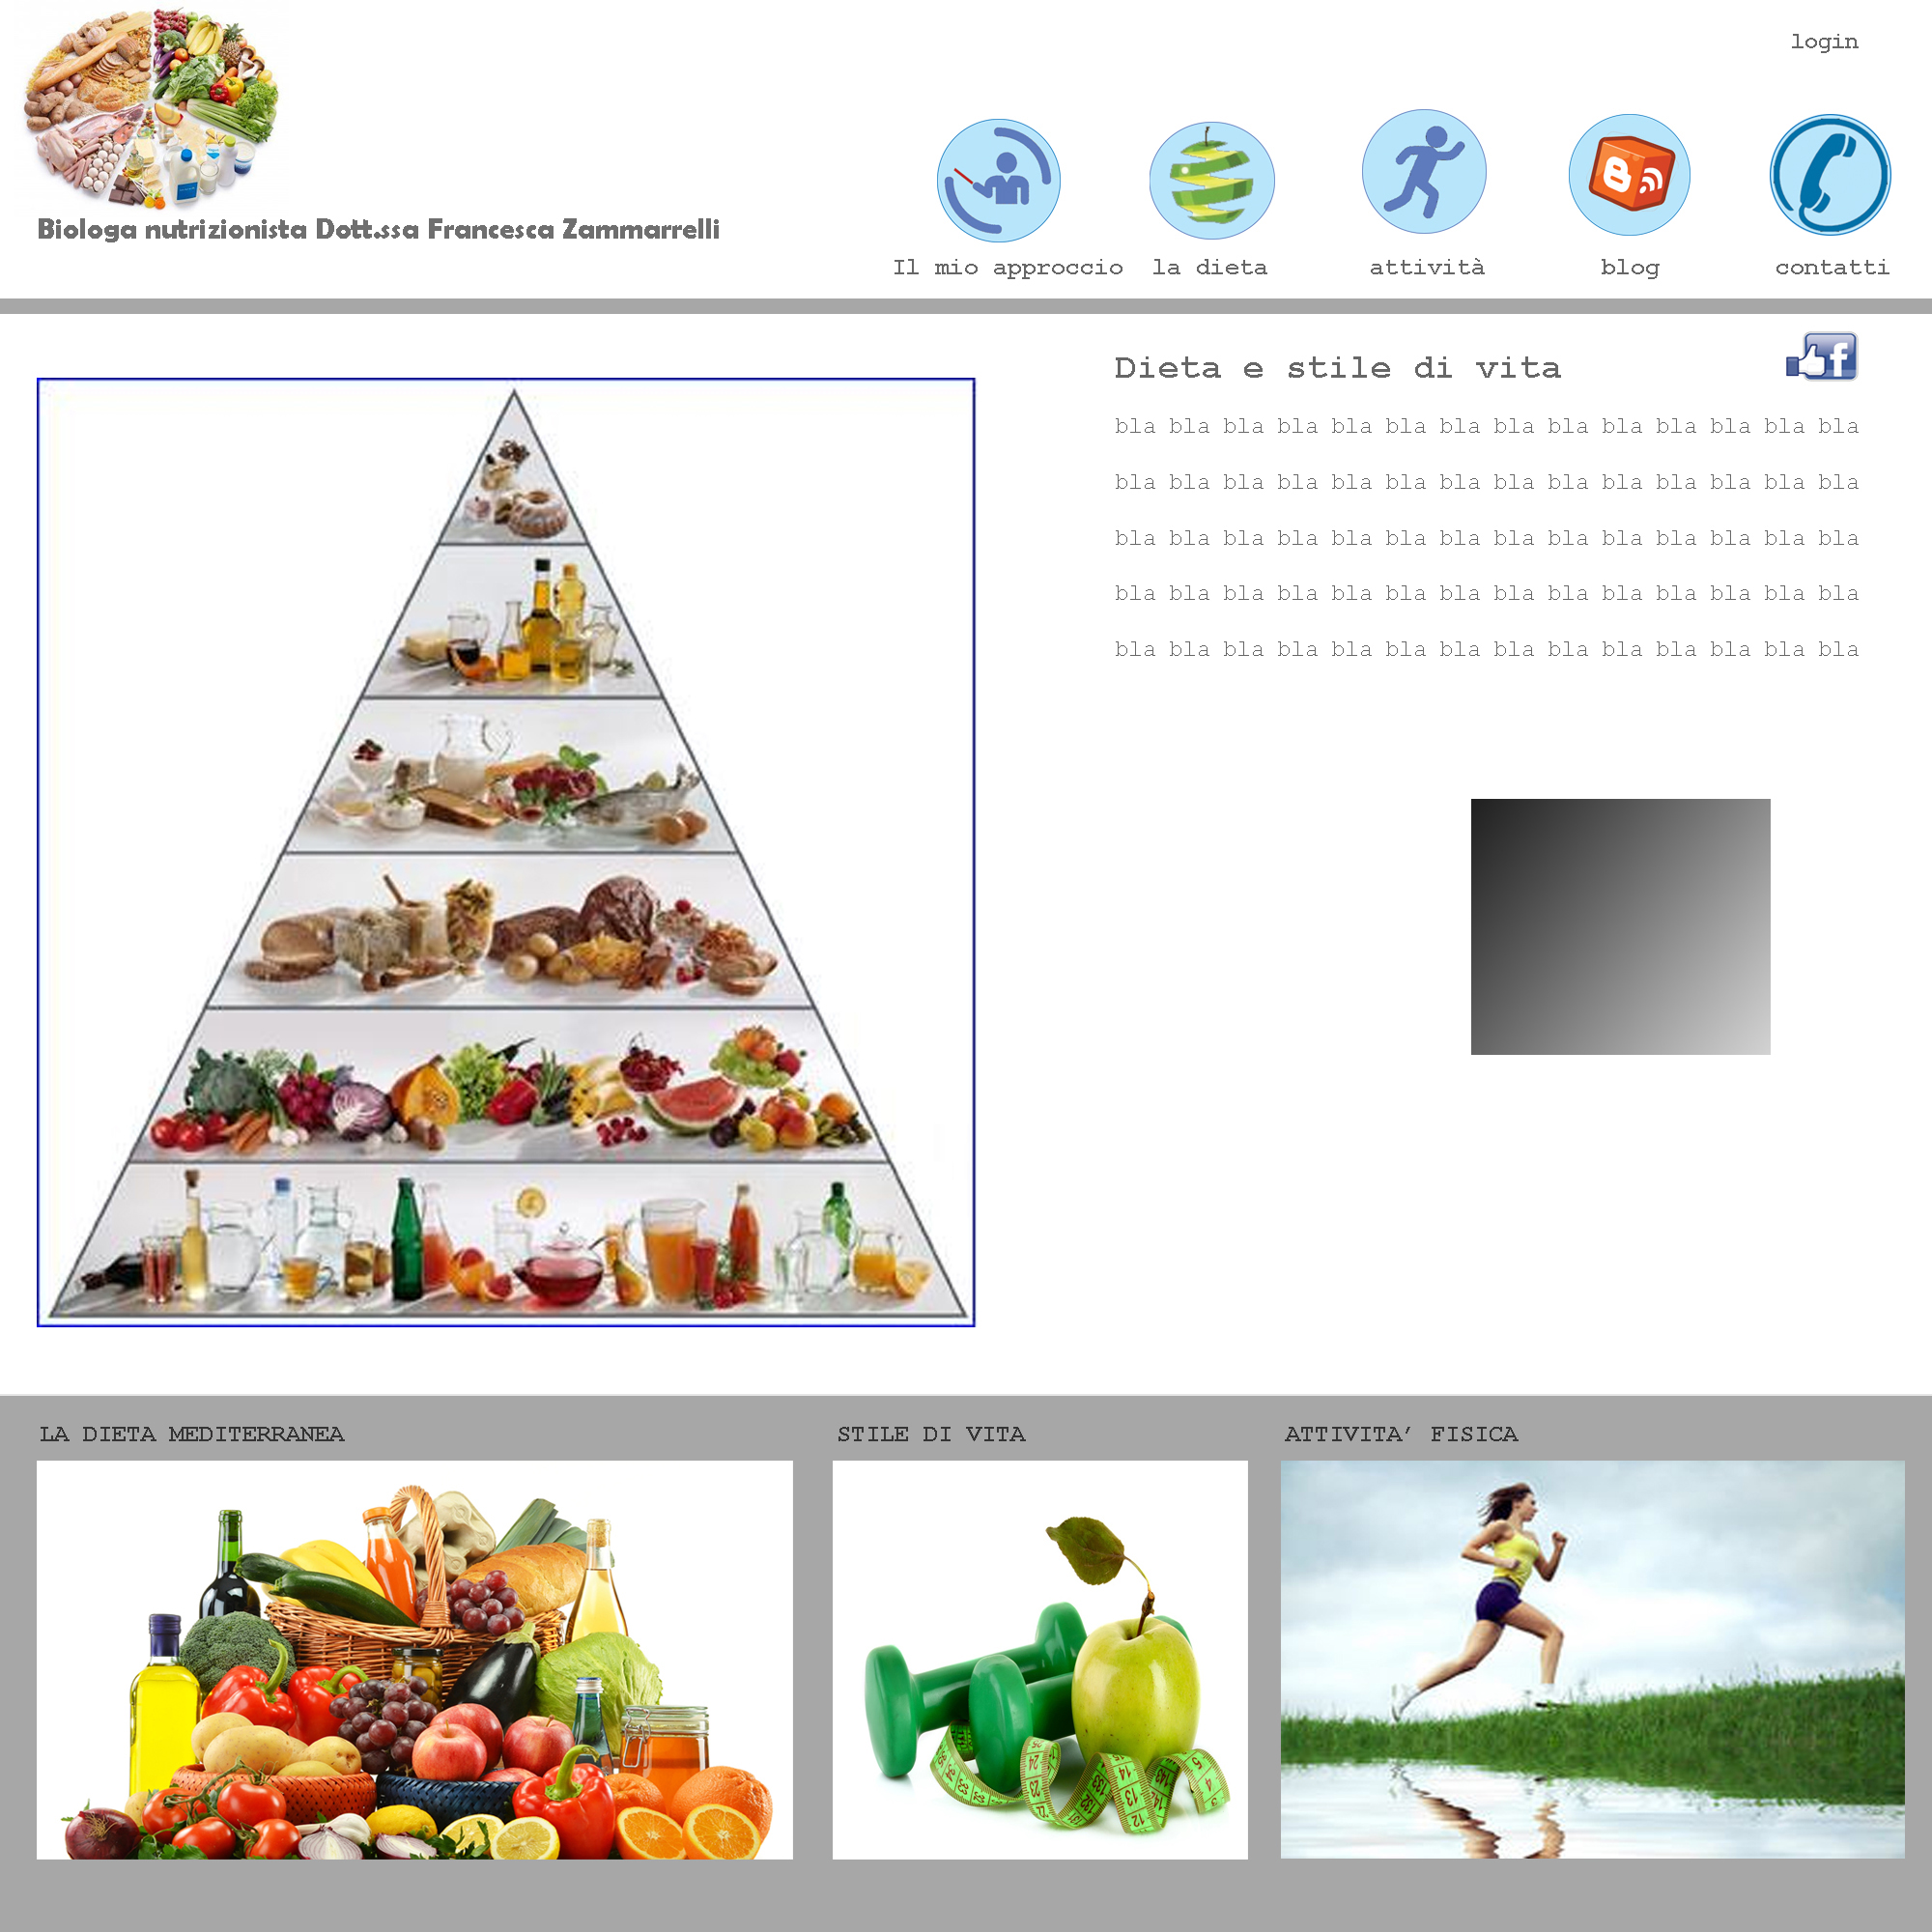 login
Biologa nutrizionista Dott.ssa Francesca Zammarrelli
Il mio approccio
la dieta
attività
blog
contatti
Dieta e stile di vita
bla bla bla bla bla bla bla bla bla bla bla bla bla bla
bla bla bla bla bla bla bla bla bla bla bla bla bla bla
bla bla bla bla bla bla bla bla bla bla bla bla bla bla
bla bla bla bla bla bla bla bla bla bla bla bla bla bla
bla bla bla bla bla bla bla bla bla bla bla bla bla bla
LA DIETA MEDITERRANEA
STILE DI VITA
ATTIVITA’ FISICA